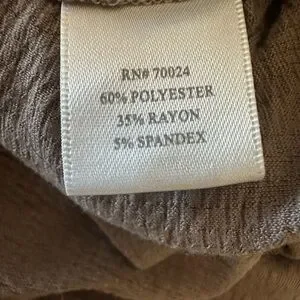 RN# 70024
60% POLYESTER
35% RAYON
5% SPANDEX